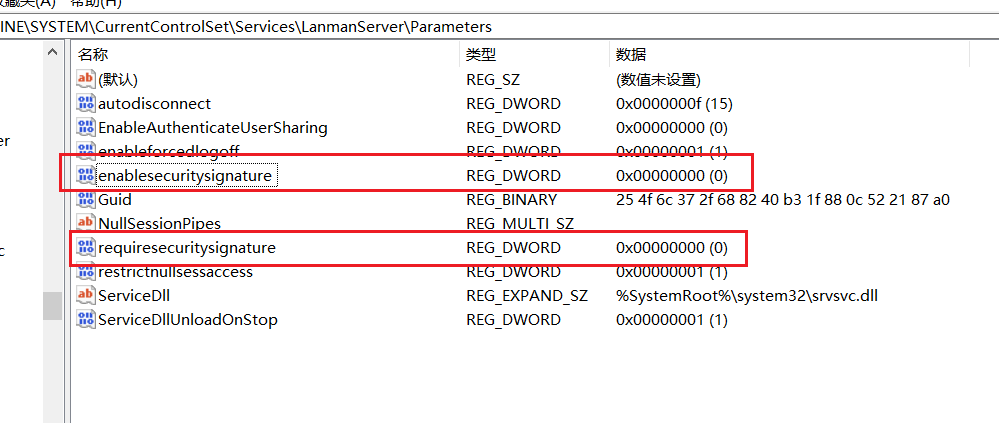 帮助(H)
INE\SYSTEM\CurrentControlSet\Services\LanmanServer\Parameters
名称 类型 数据
ab (默认) REG_SZ (数值未设置)
autodisconnect REG_DWORD 0x0000000f (15)
EnableAuthenticateUserSharing REG_DWORD 0x00000000 (0)
er
enableforcedlogoff REG_DWORD 0x00000001 (1)
enablesecuritysignature REG_DWORD 0x00000000 (0)
Guid REG_BINARY 25 4f 6c 37 2f 68 82 40 b3 1f 88 0c 52 21 87 a0
ab NullSessionPipes REG_MULTI_SZ
c
requiresecuritysignature REG_DWORD 0x00000000 (0)
restrictnullsessaccess REG_DWORD 0x00000001 (1)
ab ServiceDll REG_EXPAND_SZ %SystemRoot%\system32\srvsvc.dll
ServiceDllUnloadOnStop REG_DWORD 0x00000001 (1)